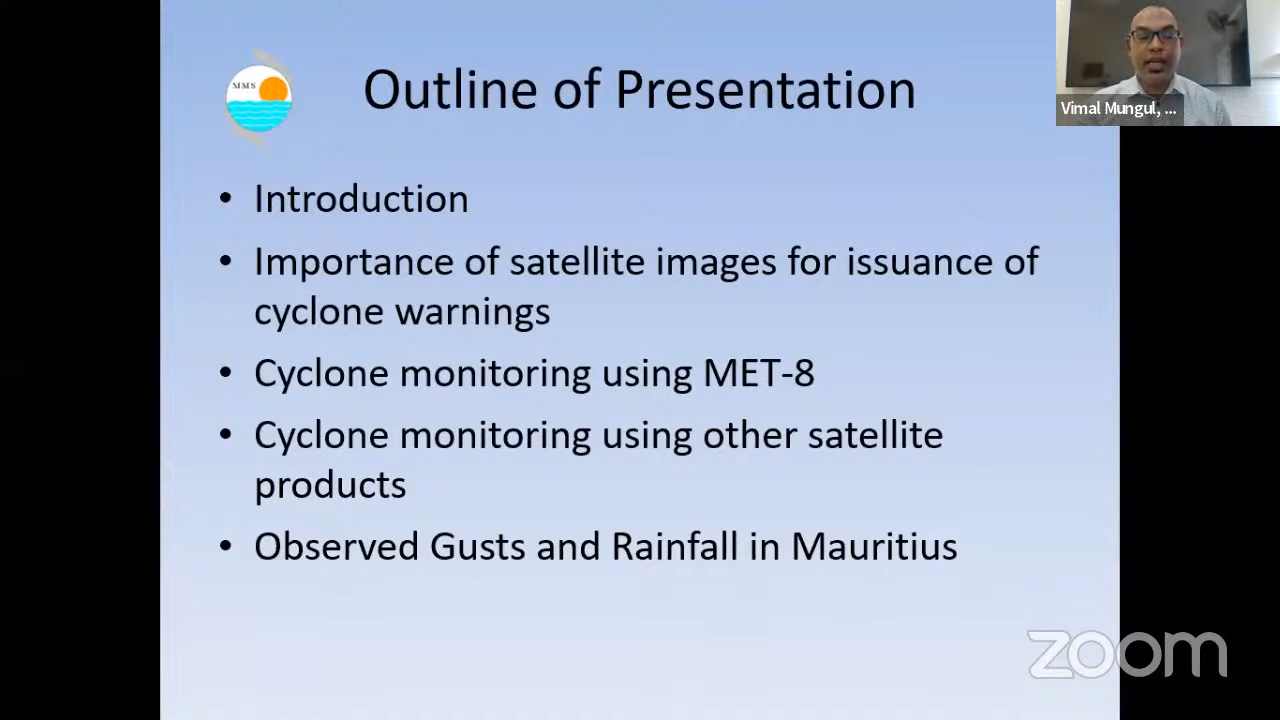 MMS
Outline of Presentation
Vimal Mungul, ...
• Introduction
• Importance of satellite images for issuance of
cyclone warnings
• Cyclone monitoring using MET-8
• Cyclone monitoring using other satellite
products
• Observed Gusts and Rainfall in Mauritius
zoom